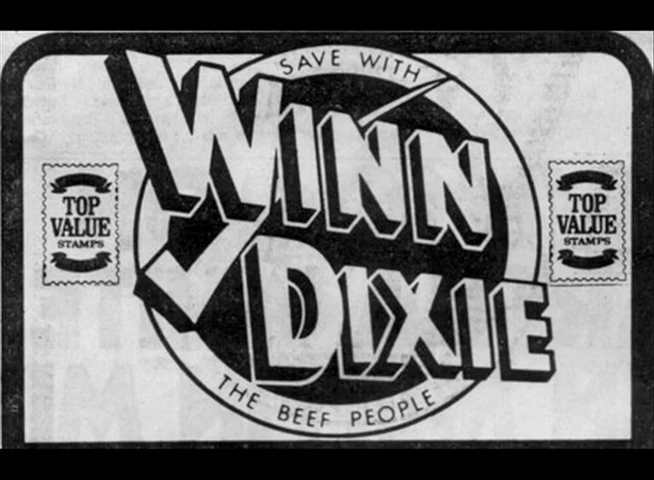 SAVE WITH
WINN
DIXIE
THE BEEF PEOPLE
TOP
VALUE
STAMPS
TOP
VALUE
STAMPS